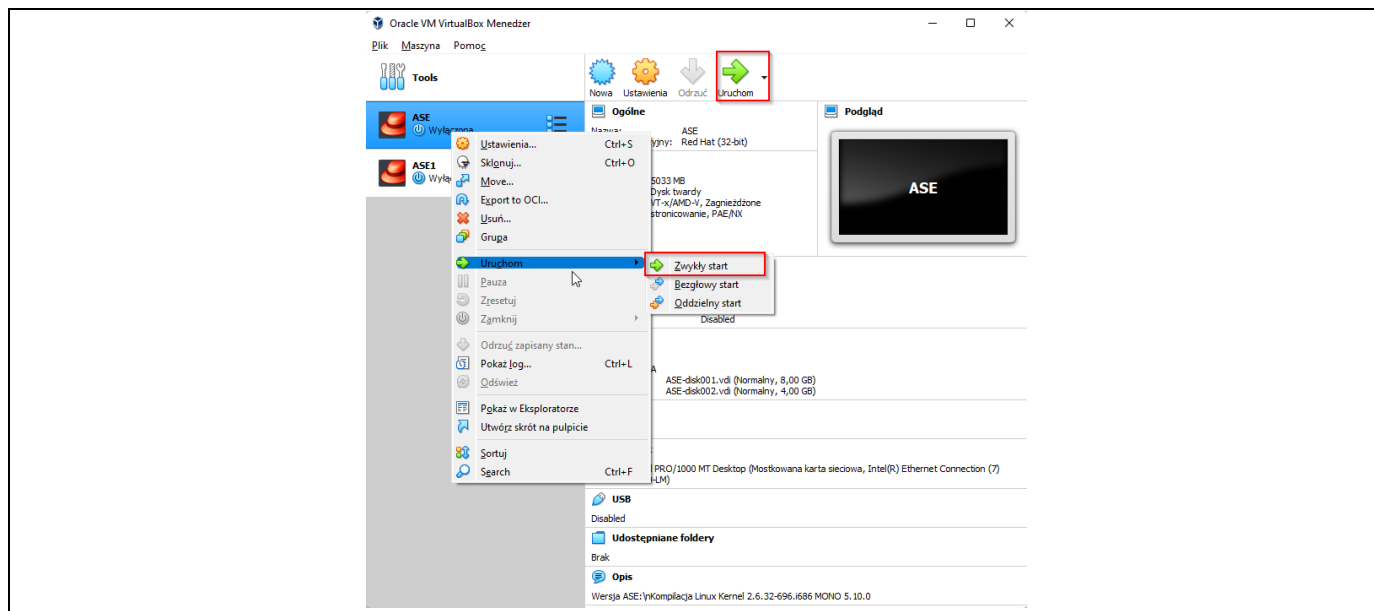 Oracle VM VirtualBox Menedżer
Plik Maszyna Pomoc
Tools
Nowa Ustawienia Odrzuć Uruchom
ASE
Wyłączona
ASE1
Ustawienia... Ctrl+S
Sklonuj... Ctrl+O
Move...
Export to OCI...
Usuń...
Grupa
Uruchom
Pauza
Zresetuj
Zamknij
Odrzuć zapisany stan...
Pokaż log... Ctrl+L
Odśwież
Pokaż w Eksploratorze
Utwórz skrót na pulpicie
Sortuj
Search Ctrl+F
Zwykły start
Bezgłowy start
Oddzielny start
Ogólne
Nazwa: ASE
Red Hat (32-bit)
5033 MB
Dysk twardy
VT-x/AMD-V, Zagnieżdżone
stronicowanie, PAE/NX
Podgląd
ASE
Disabled
ASE-disk001.vdi (Normalny, 8,00 GB)
ASE-disk002.vdi (Normalny, 4,00 GB)
PRO/1000 MT Desktop (Mostkowana karta sieciowa, Intel(R) Ethernet Connection (7)
USB
Disabled
Udostępniane foldery
Brak
Opis
Wersja ASE:\nKompilacja Linux Kernel 2.6.32-696.i686 MONO 5.10.0